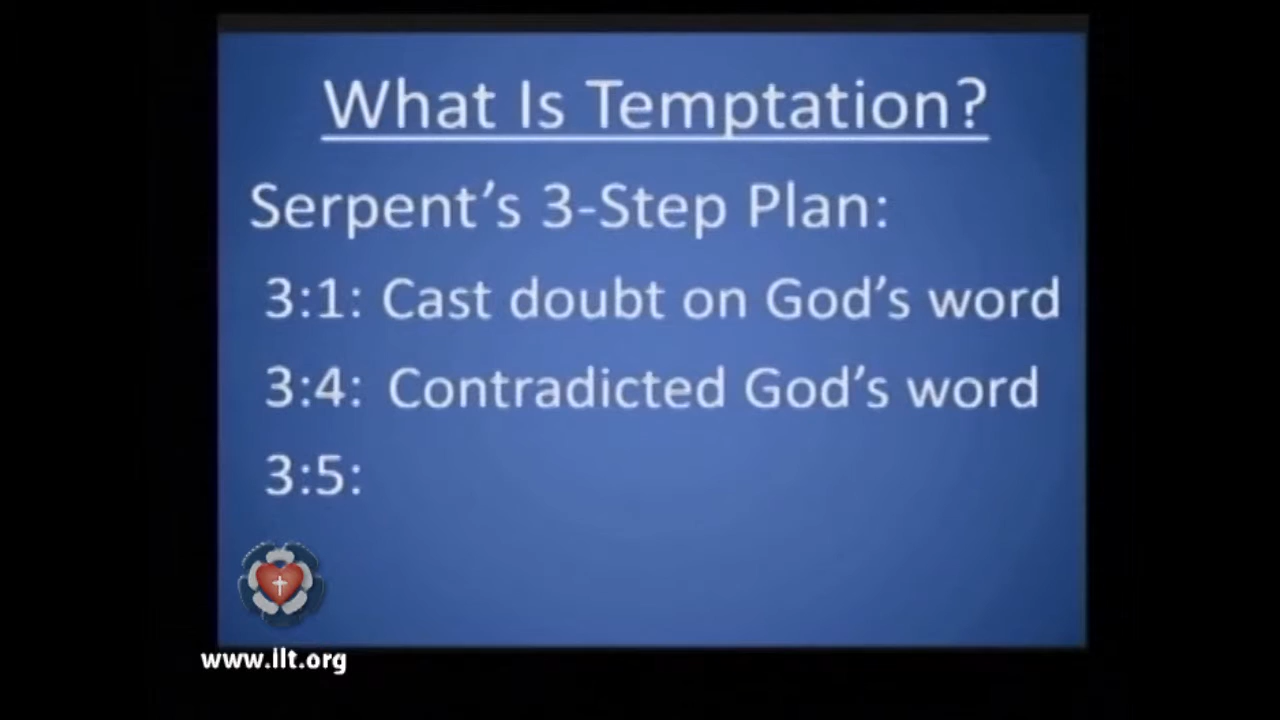 What Is Temptation?
Serpent’s 3-Step Plan:
3:1: Cast doubt on God’s word
3:4: Contradicted God’s word
3:5:
www.ilt.org